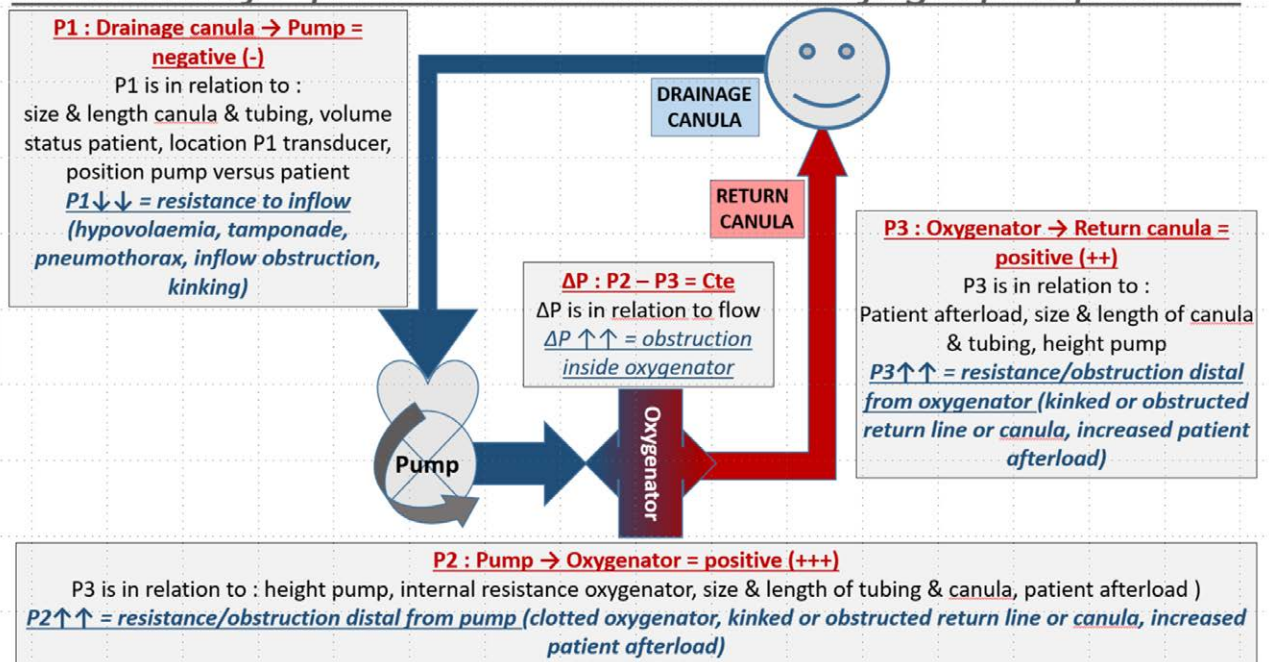 P1 : Drainage canula → Pump =
negative (-)
P1 is in relation to :
size & length canula & tubing, volume
status patient, location P1 transducer,
position pump versus patient
P1↓↓ = resistance to inflow
(hypovolaemia, tamponade,
pneumothorax, inflow obstruction,
kinking)
DRAINAGE
CANULA
RETURN
CANULA
ΔP : P2 – P3 = Cte
ΔP is in relation to flow
ΔP ↑↑ = obstruction
inside oxygenator
P3 : Oxygenator → Return canula =
positive (++)
P3 is in relation to :
Patient afterload, size & length of canula
& tubing, height pump
P3↑↑ = resistance/obstruction distal
from oxygenator (kinked or obstructed
return line or canula, increased patient
afterload)
Pump
Oxygenator
P2 : Pump → Oxygenator = positive (+++)
P3 is in relation to : height pump, internal resistance oxygenator, size & length of tubing & canula, patient afterload )
P2↑↑ = resistance/obstruction distal from pump (clotted oxygenator, kinked or obstructed return line or canula, increased
patient afterload)